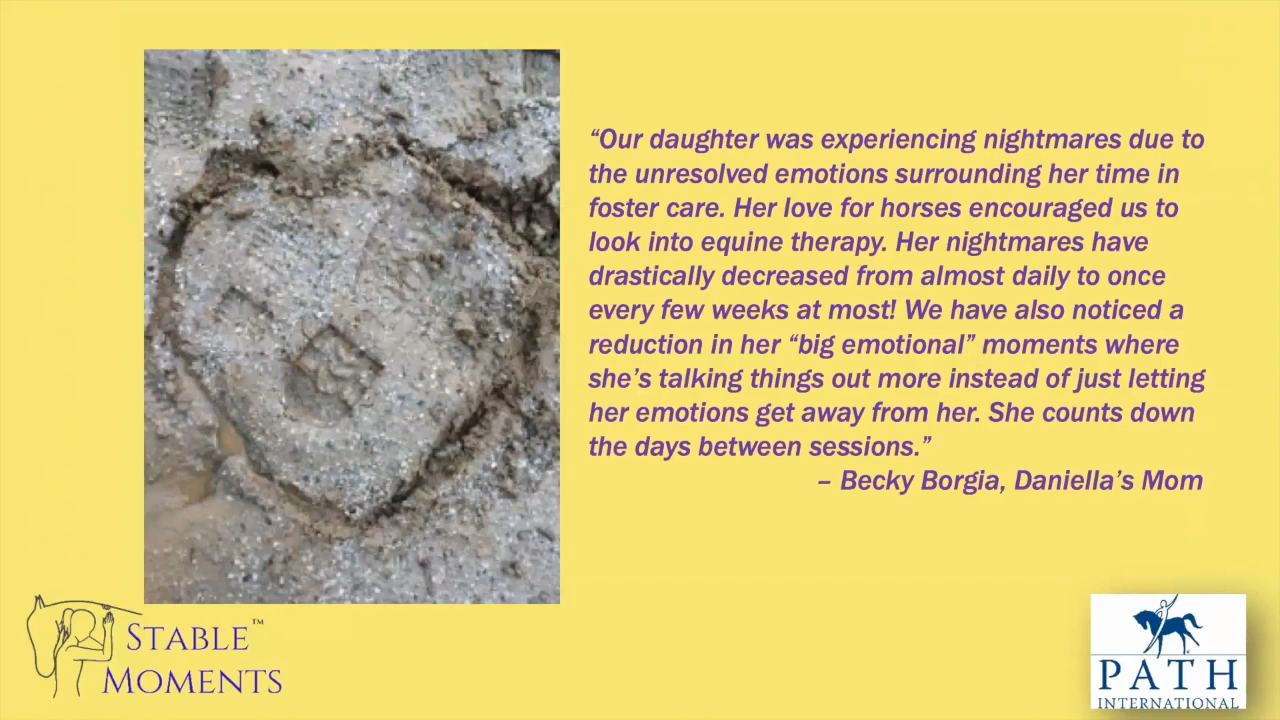 “Our daughter was experiencing nightmares due to
the unresolved emotions surrounding her time in
foster care. Her love for horses encouraged us to
look into equine therapy. Her nightmares have
drastically decreased from almost daily to once
every few weeks at most! We have also noticed a
reduction in her “big emotional” moments where
she’s talking things out more instead of just letting
her emotions get away from her. She counts down
the days between sessions.”
– Becky Borgia, Daniella’s Mom
STABLE™
MOMENTS
PATH
INTERNATIONAL